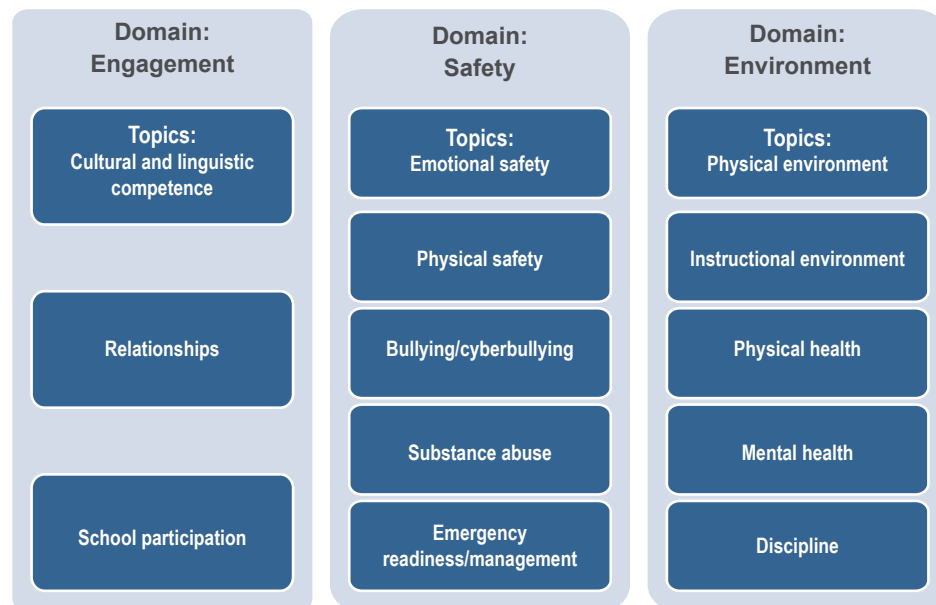 Domain:
Engagement
Topics:
Cultural and linguistic
competence
Relationships
School participation
Domain:
Safety
Topics:
Emotional safety
Physical safety
Bullying/cyberbullying
Substance abuse
Emergency
readiness/management
Domain:
Environment
Topics:
Physical environment
Instructional environment
Physical health
Mental health
Discipline